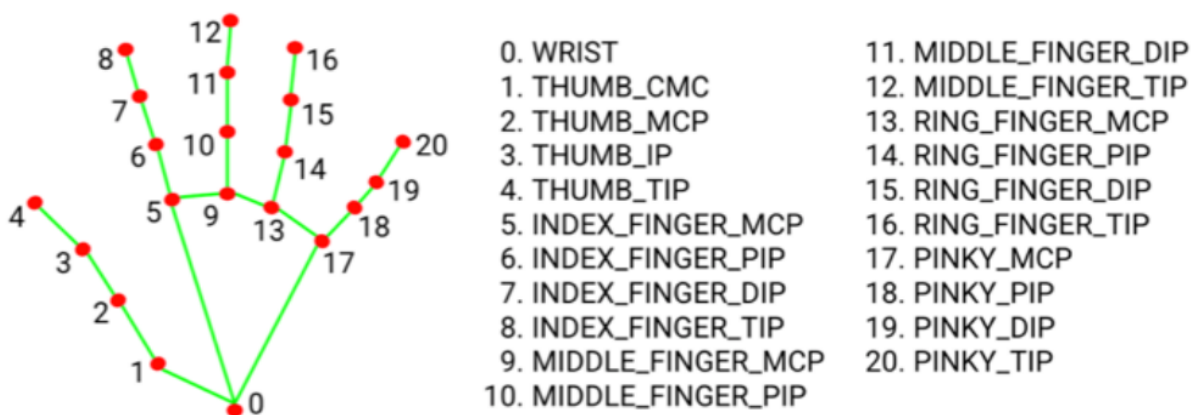 12
8
16
11
7
15
10
6
14
20
19
4
5
9
13
18
3
17
2
1
0
0. WRIST
1. THUMB_CMC
2. THUMB_MCP
3. THUMB_IP
4. THUMB_TIP
5. INDEX_FINGER_MCP
6. INDEX_FINGER_PIP
7. INDEX_FINGER_DIP
8. INDEX_FINGER_TIP
9. MIDDLE_FINGER_MCP
10. MIDDLE_FINGER_PIP
11. MIDDLE_FINGER_DIP
12. MIDDLE_FINGER_TIP
13. RING_FINGER_MCP
14. RING_FINGER_PIP
15. RING_FINGER_DIP
16. RING_FINGER_TIP
17. PINKY_MCP
18. PINKY_PIP
19. PINKY_DIP
20. PINKY_TIP